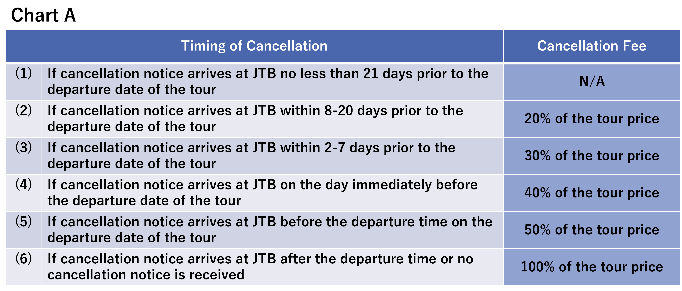 Chart A
Timing of Cancellation
Cancellation Fee
(1) If cancellation notice arrives at JTB no less than 21 days prior to the
departure date of the tour
N/A
(2) If cancellation notice arrives at JTB within 8-20 days prior to the
departure date of the tour
20% of the tour price
(3) If cancellation notice arrives at JTB within 2-7 days prior to the
departure date of the tour
30% of the tour price
(4) If cancellation notice arrives at JTB on the day immediately before
the departure date of the tour
40% of the tour price
(5) If cancellation notice arrives at JTB before the departure time on the
departure date of the tour
50% of the tour price
(6) If cancellation notice arrives at JTB after the departure time or no
cancellation notice is received
100% of the tour price